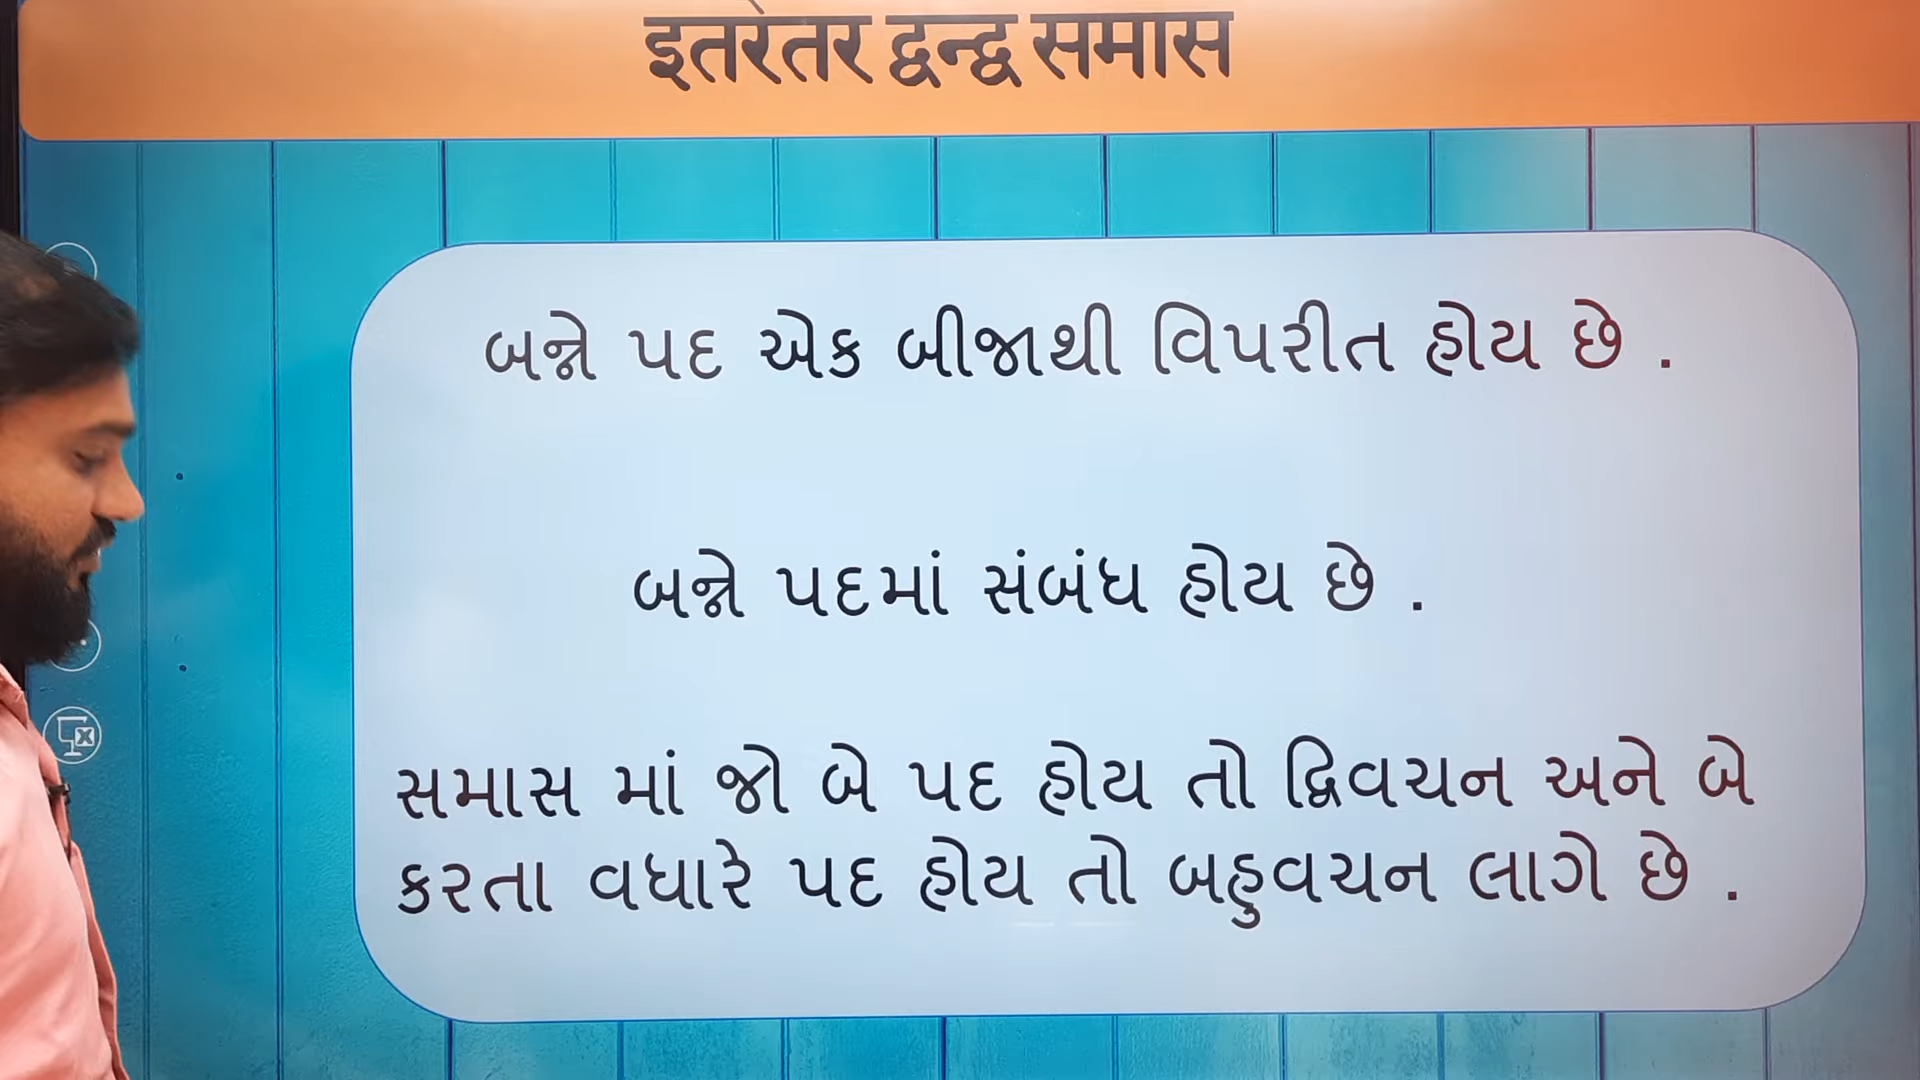 इतरेतर द्वन्द्व समास
બન્ને પદ એક બીજાથી વિપરીત હોય છે .
બન્ને પદમાં સંબંધ હોય છે .
સમાસ માં જો બે પદ હોય તો દ્વિવચન અને બે
કરતા વધારે પદ હોય તો બહુવચન લાગે છે .